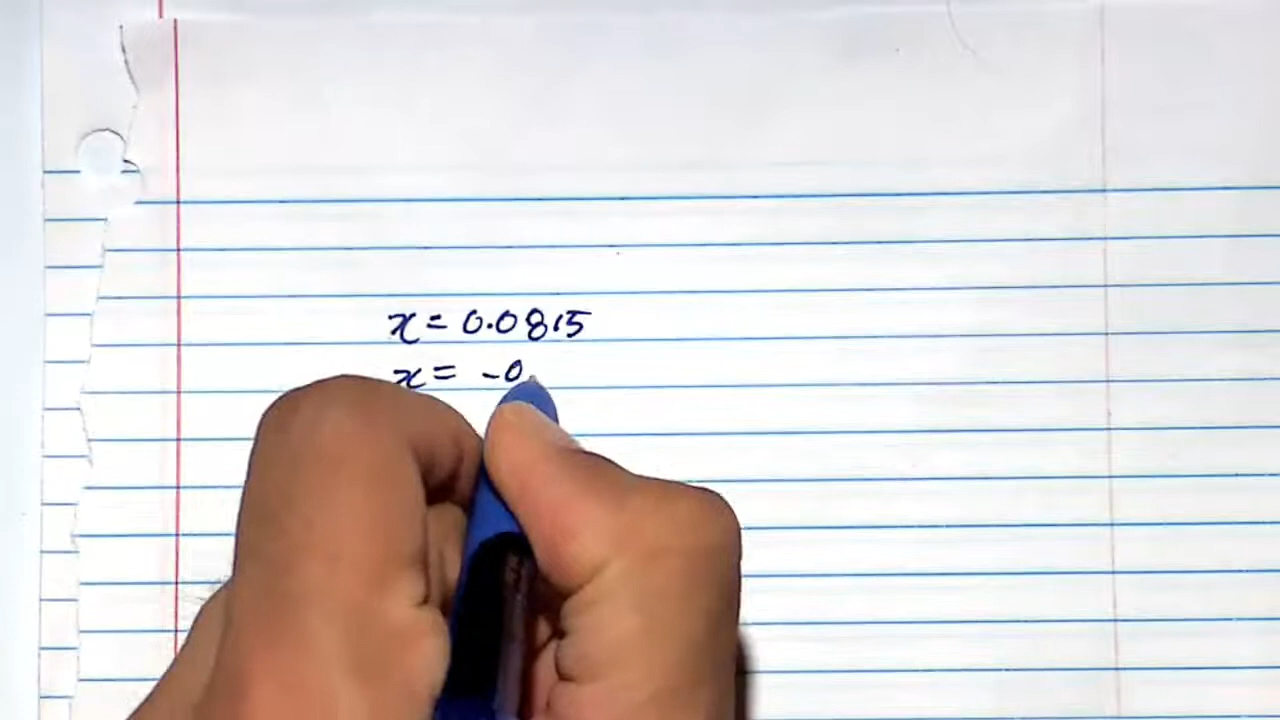 x = 0.0815
x = -0.